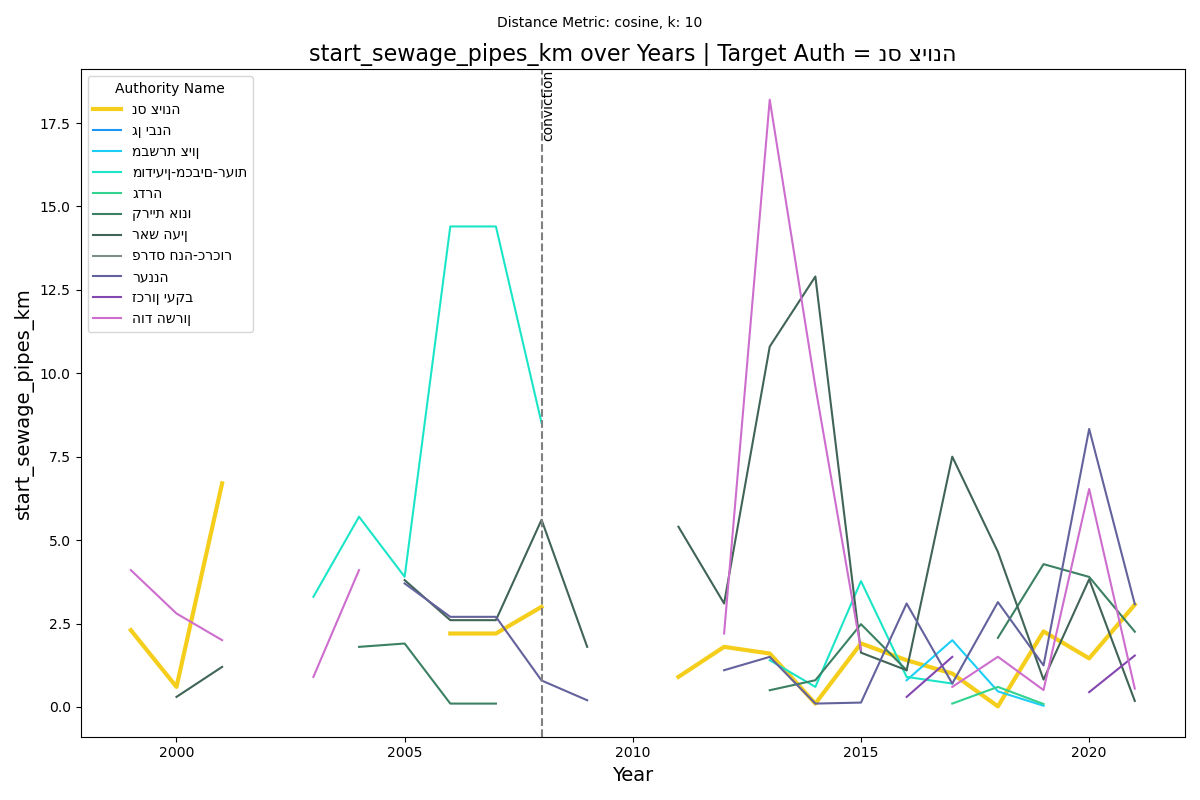 Distance Metric: cosine, k: 10
start_sewage_pipes_km over Years | Target Auth = נס ציונה
Authority Name
נס ציונה
גן יבנה
מבשרת ציון
מודיעין-מכבים-רעות
גדרה
קריית אונו
ראש העין
פרדס חנה-כרכור
רעננה
זכרון יעקב
הוד השרון
conviction
start_sewage_pipes_km
17.5
15.0
12.5
10.0
7.5
5.0
2.5
0.0
2000
2005
2010
2015
2020
Year